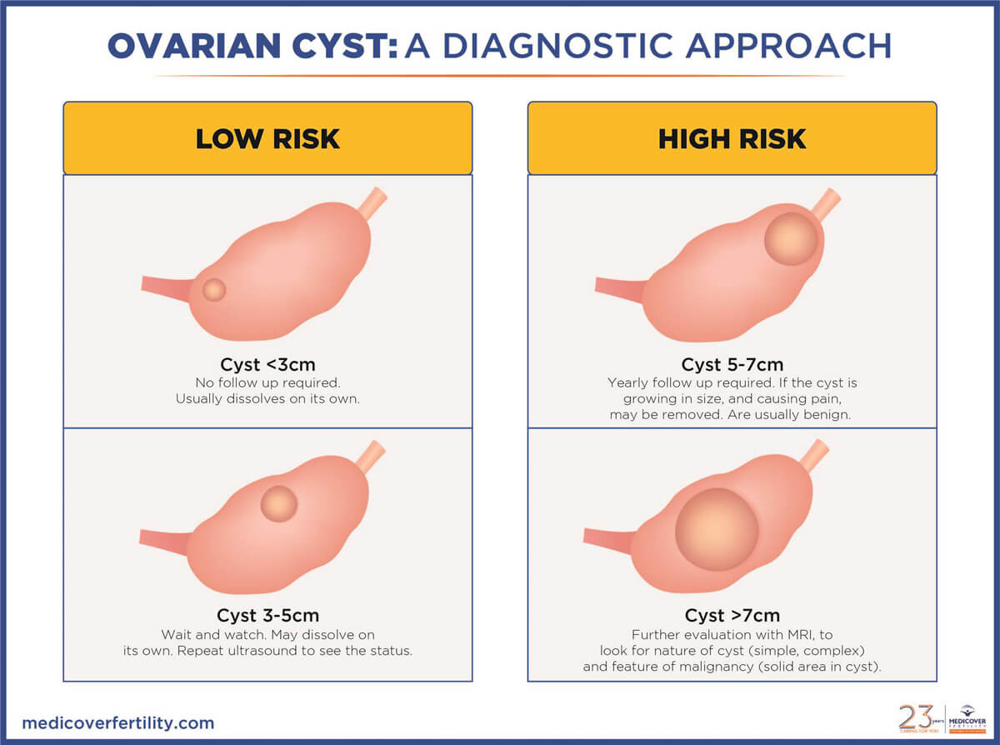 OVARIAN CYST: A DIAGNOSTIC APPROACH
LOW RISK
Cyst <3cm
No follow up required.
Usually dissolves on its own.
Cyst 3-5cm
Wait and watch. May dissolve on
its own. Repeat ultrasound to see the status.
HIGH RISK
Cyst 5-7cm
Yearly follow up required. If the cyst is
growing in size, and causing pain,
may be removed. Are usually benign.
Cyst >7cm
Further evaluation with MRI, to
look for nature of cyst (simple, complex)
and feature of malignancy (solid area in cyst).
medicoverfertility.com
23 years
CARING FOR YOU
MEDICOVER
FERTILITY